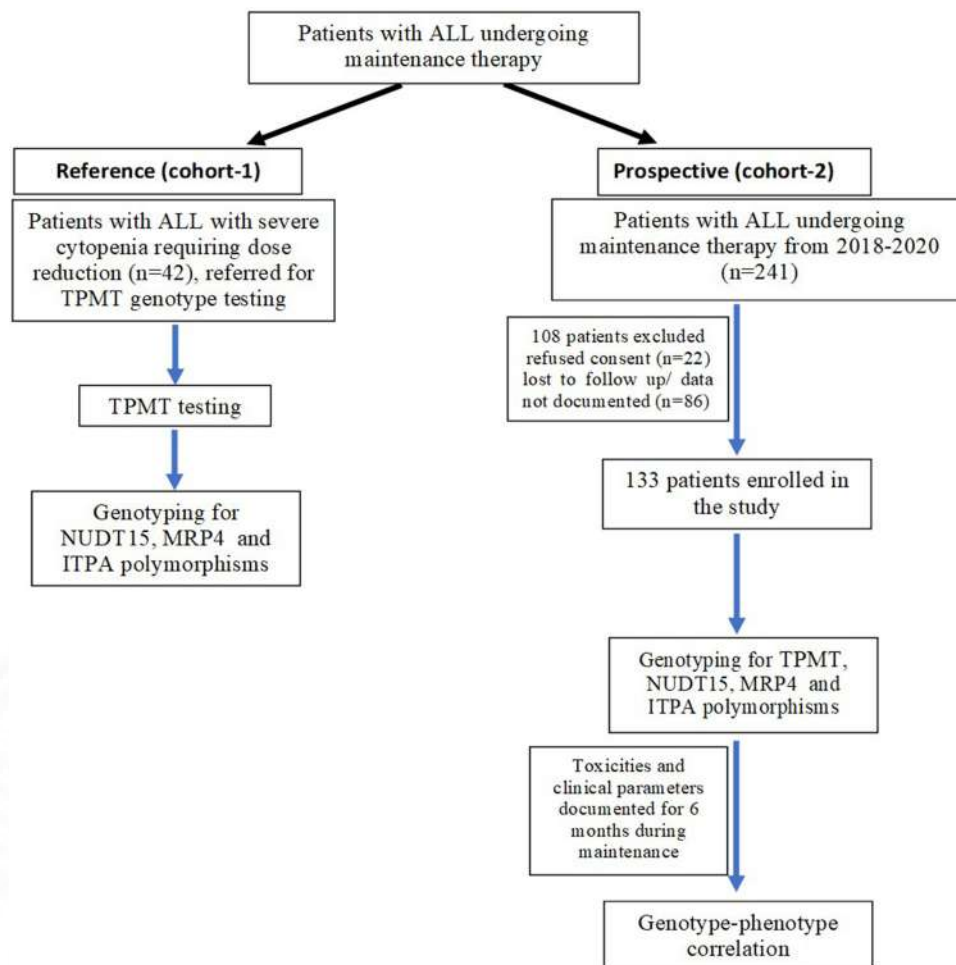 Patients with ALL undergoing
maintenance therapy
Reference (cohort-1)
Patients with ALL with severe
cytopenia requiring dose
reduction (n=42), referred for
TPMT genotype testing
TPMT testing
Genotyping for
NUDT15, MRP4 and
ITPA polymorphisms
Prospective (cohort-2)
Patients with ALL undergoing
maintenance therapy from 2018-2020
(n=241)
108 patients excluded
refused consent (n=22)
lost to follow up/ data
not documented (n=86)
133 patients enrolled in
the study
Genotyping for TPMT,
NUDT15, MRP4 and
ITPA polymorphisms
Toxicities and
clinical parameters
documented for 6
months during
maintenance
Genotype-phenotype
correlation